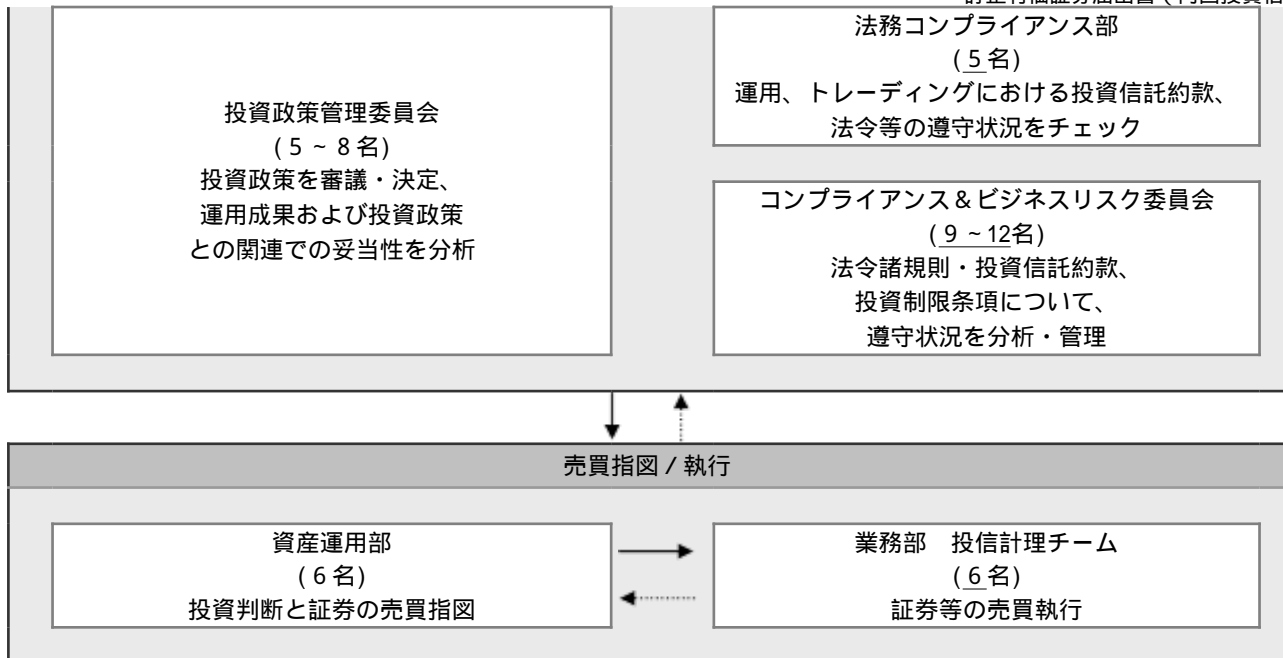 投資政策管理委員会
(5~8名)
投資政策を審議・決定、
運用成果および投資政策
との関連での妥当性を分析
法務コンプライアンス部
(5名)
運用、トレーディングにおける投資信託約款、
法令等の遵守状況をチェック
コンプライアンス&ビジネスリスク委員会
(9~12名)
法令諸規則・投資信託約款、
投資制限条項について、
遵守状況を分析・管理
売買指図/執行
資産運用部
(6名)
投資判断と証券の売買指図
業務部 投信計理チーム
(6名)
証券等の売買執行